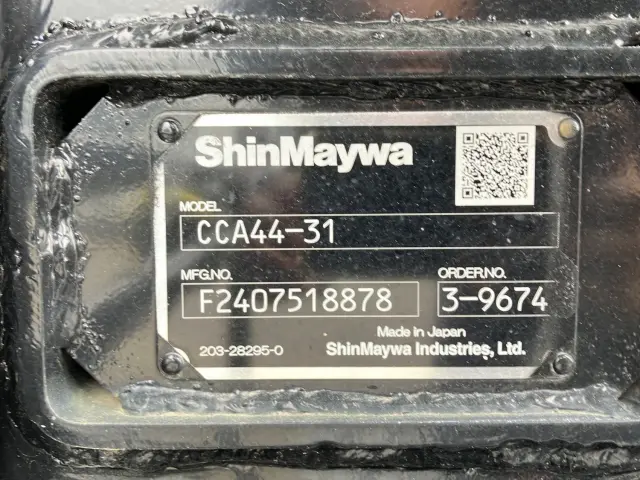 ShinMaywa
MODEL
CCA44-31
MFG.NO. ORDER.NO.
F2407518878 3-9674
Made in Japan
203-28295-0 ShinMaywa Industries, Ltd.